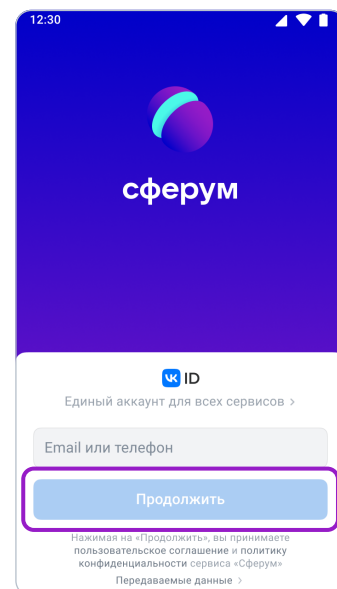 12:30
сферум
VK ID
Единый аккаунт для всех сервисов >
Email или телефон
Продолжить
Нажимая на «Продолжить», вы принимаете
пользовательское соглашение и политику
конфиденциальности сервиса «Сферум»
Передаваемые данные >